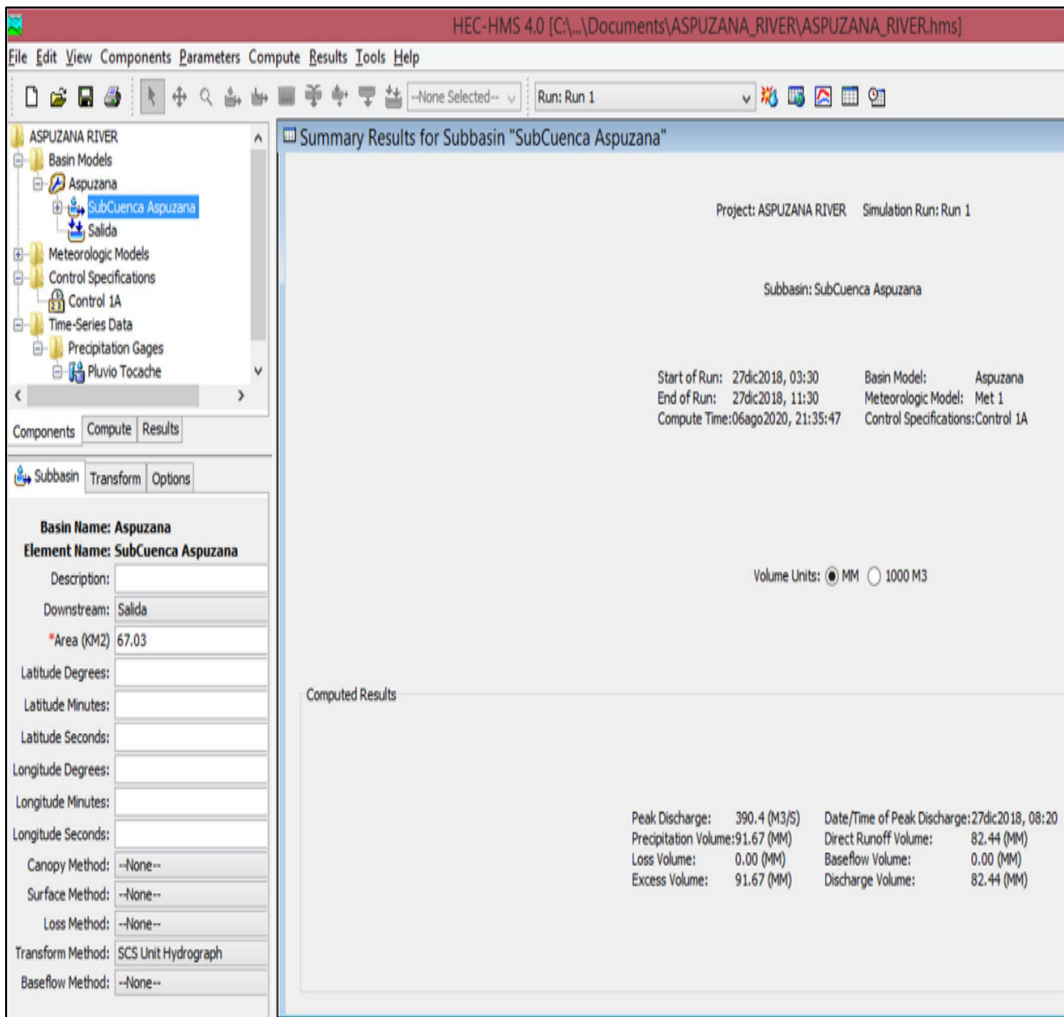 HEC-HMS 4.0 [C:\...\Documents\ASPUZANA_RIVER\ASPUZANA_RIVER.hms]
File Edit View Components Parameters Compute Results Tools Help
--None Selected-- Run: Run 1
ASPUZANA RIVER
Basin Models
Aspuzana
SubCuenca Aspuzana
Salida
Meteorologic Models
Control Specifications
Control 1A
Time-Series Data
Precipitation Gages
Pluvio Tocache
Components Compute Results
Subbasin Transform Options
Basin Name: Aspuzana
Element Name: SubCuenca Aspuzana
Description:
Downstream: Salida
*Area (KM2) 67.03
Latitude Degrees:
Latitude Minutes:
Latitude Seconds:
Longitude Degrees:
Longitude Minutes:
Longitude Seconds:
Canopy Method: --None--
Surface Method: --None--
Loss Method: --None--
Transform Method: SCS Unit Hydrograph
Baseflow Method: --None--
Summary Results for Subbasin "SubCuenca Aspuzana"
Project: ASPUZANA RIVER Simulation Run: Run 1
Subbasin: SubCuenca Aspuzana
Start of Run: 27dic2018, 03:30 Basin Model: Aspuzana
End of Run: 27dic2018, 11:30 Meteorologic Model: Met 1
Compute Time:06ago2020, 21:35:47 Control Specifications:Control 1A
Volume Units: MM 1000 M3
Computed Results
Peak Discharge: 390.4 (M3/S) Date/Time of Peak Discharge:27dic2018, 08:20
Precipitation Volume:91.67 (MM) Direct Runoff Volume: 82.44 (MM)
Loss Volume: 0.00 (MM) Baseflow Volume: 0.00 (MM)
Excess Volume: 91.67 (MM) Discharge Volume: 82.44 (MM)